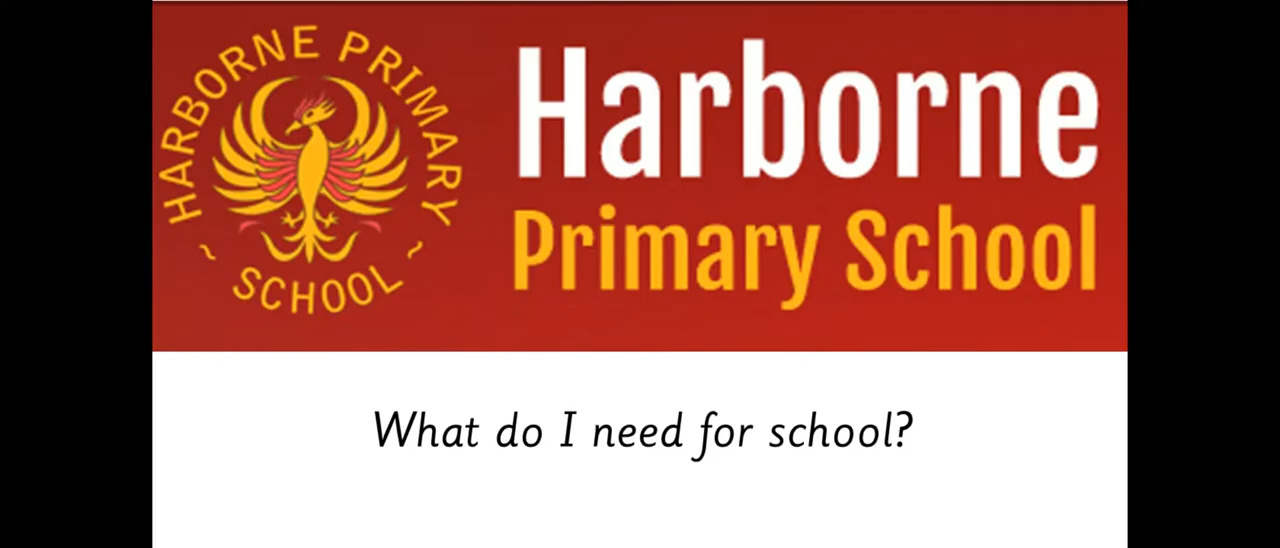 HARBORNE PRIMARY
~ SCHOOL ~
Harborne
Primary School
What do I need for school?